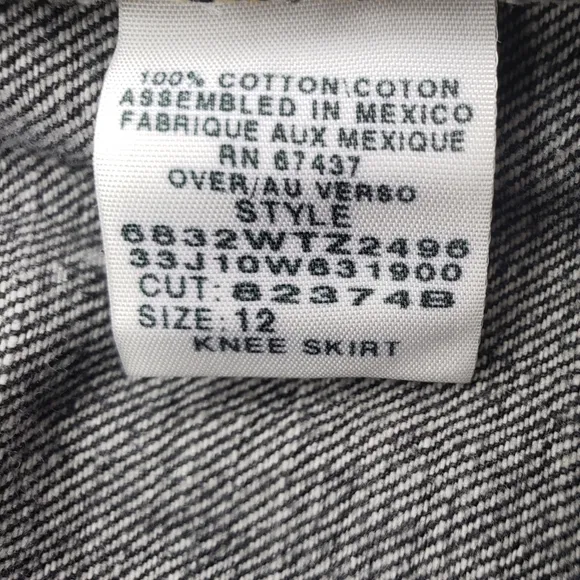 100% COTTON\COTON
ASSEMBLED IN MEXICO
FABRIQUE AUX MEXIQUE
RN 67437
OVER/AU VERSO
STYLE
6832WTZ2496
33J10W631900
CUT: 62374B
SIZE: 12
KNEE SKIRT